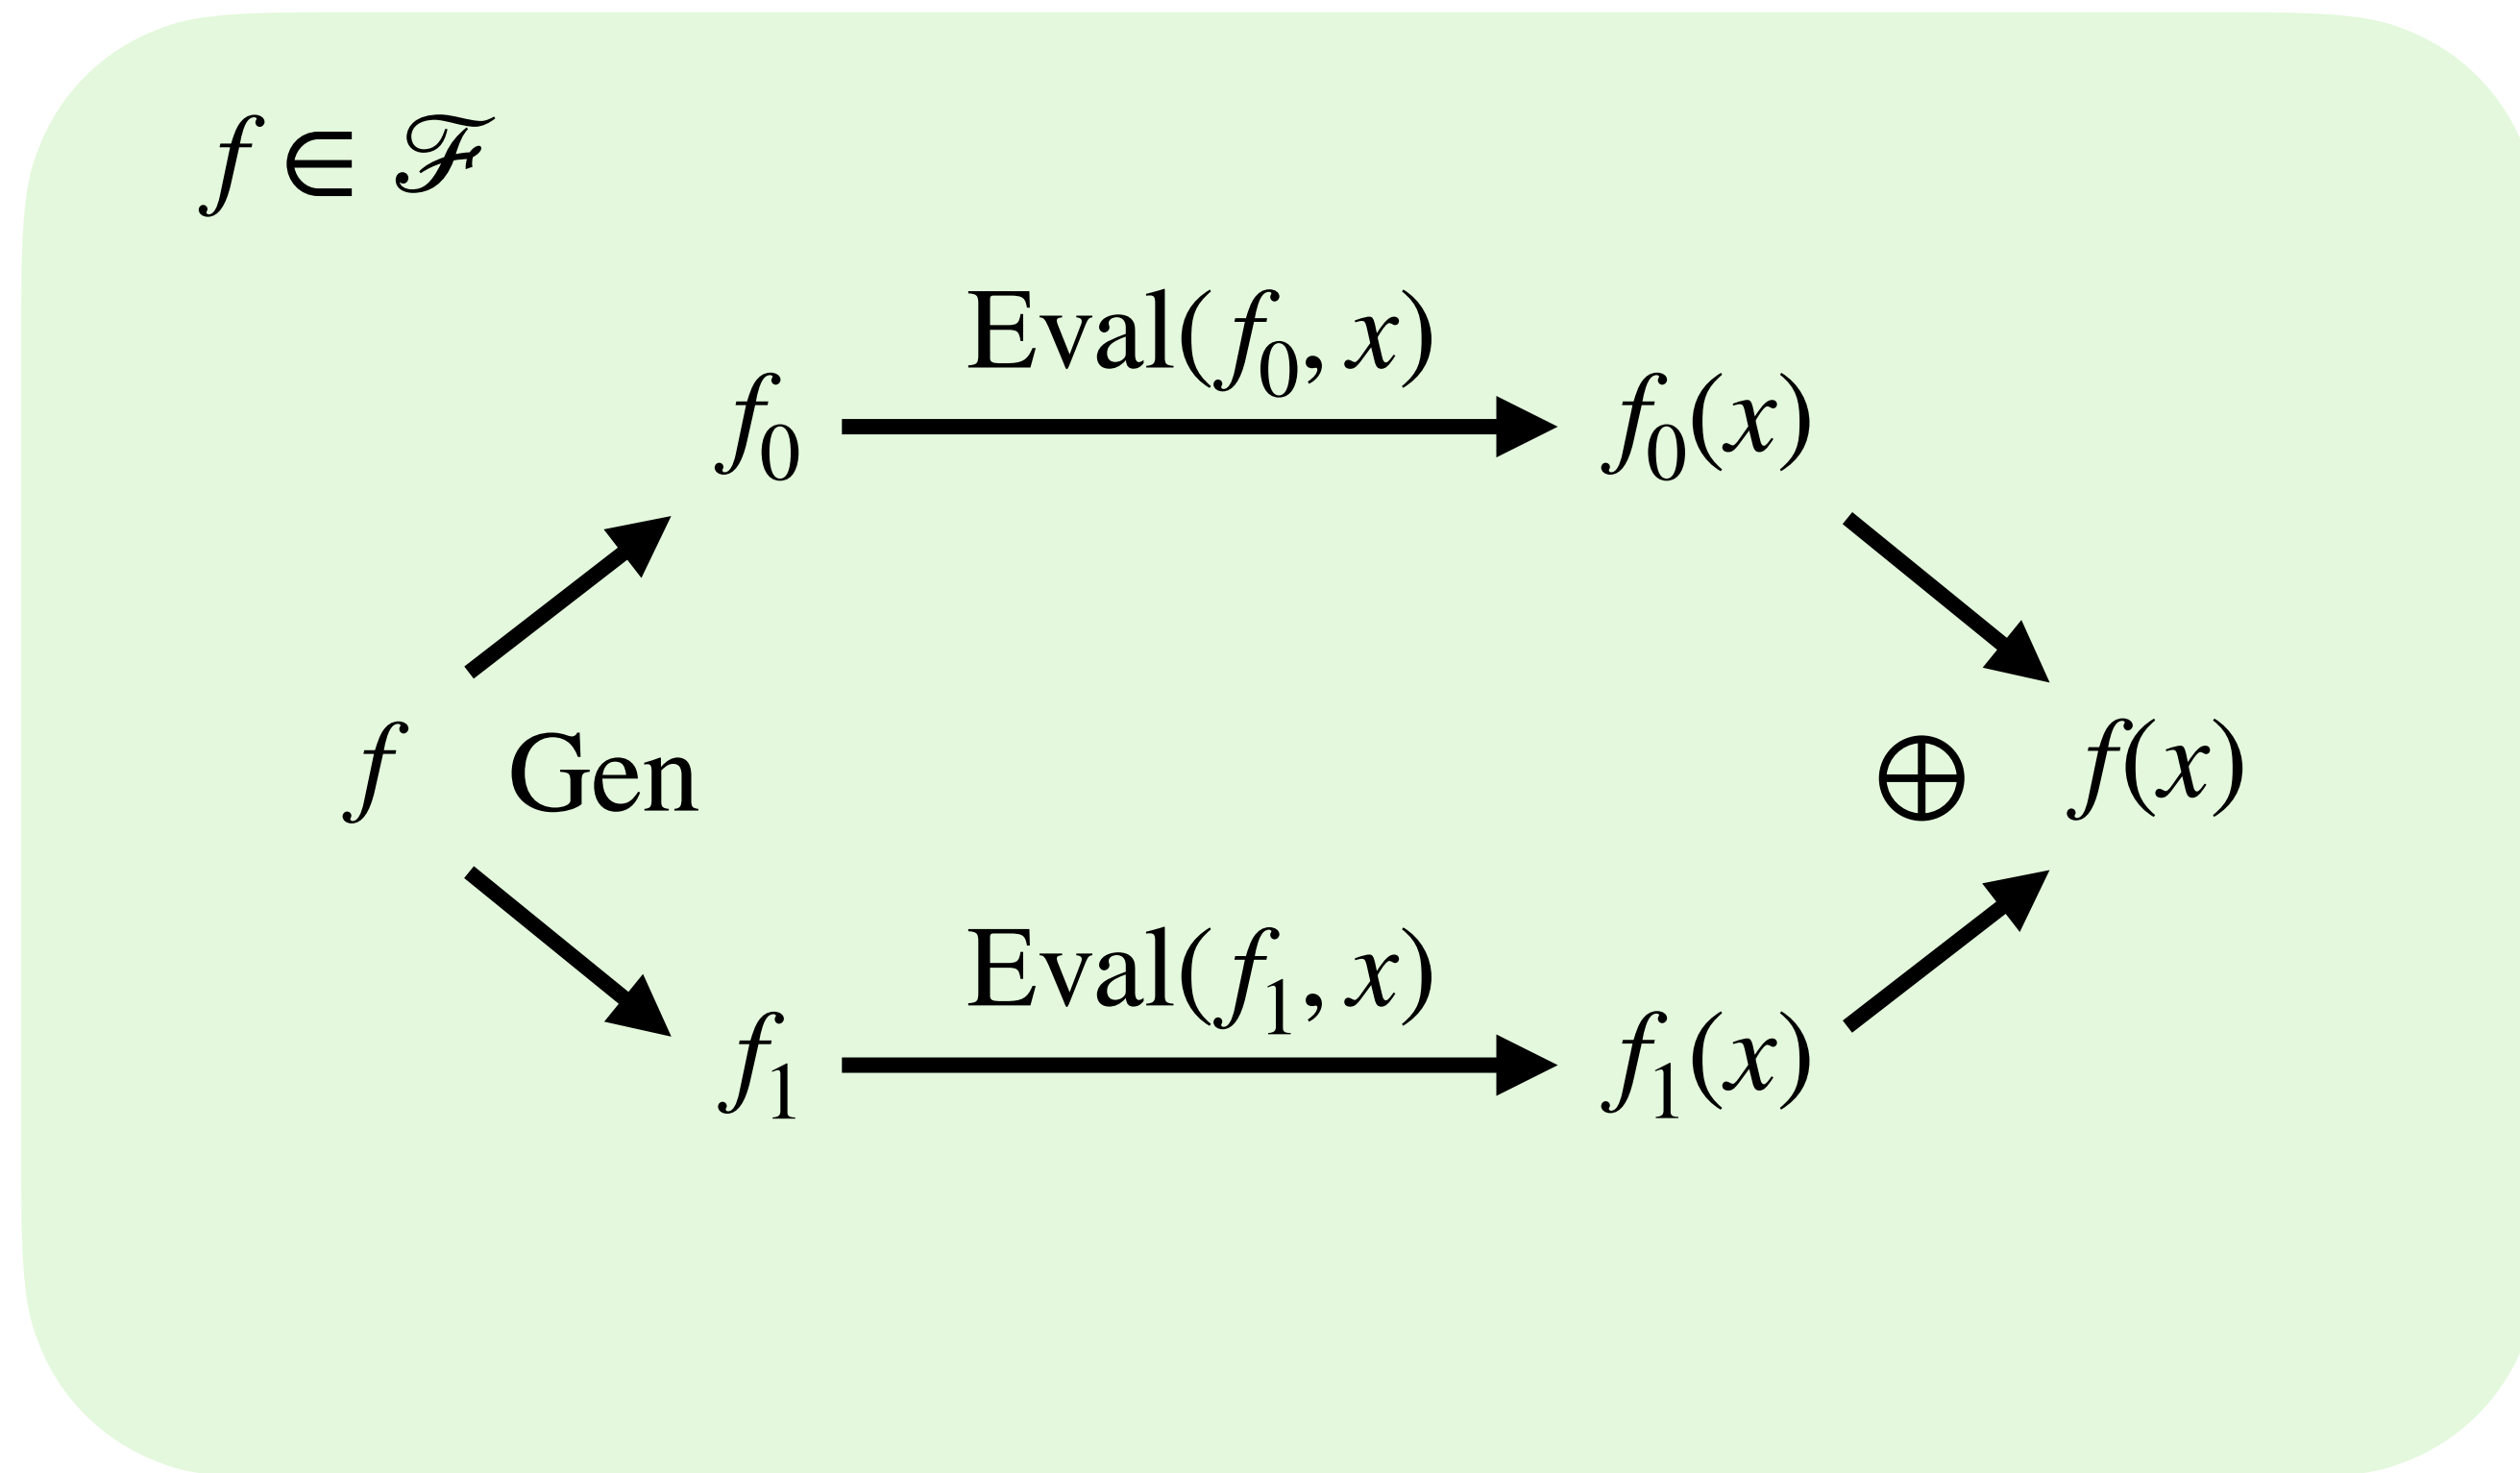 f ∈ ℱ
Eval(f₀, x)
f₀ f₀(x)
f Gen ⊕ f(x)
Eval(f₁, x)
f₁ f₁(x)